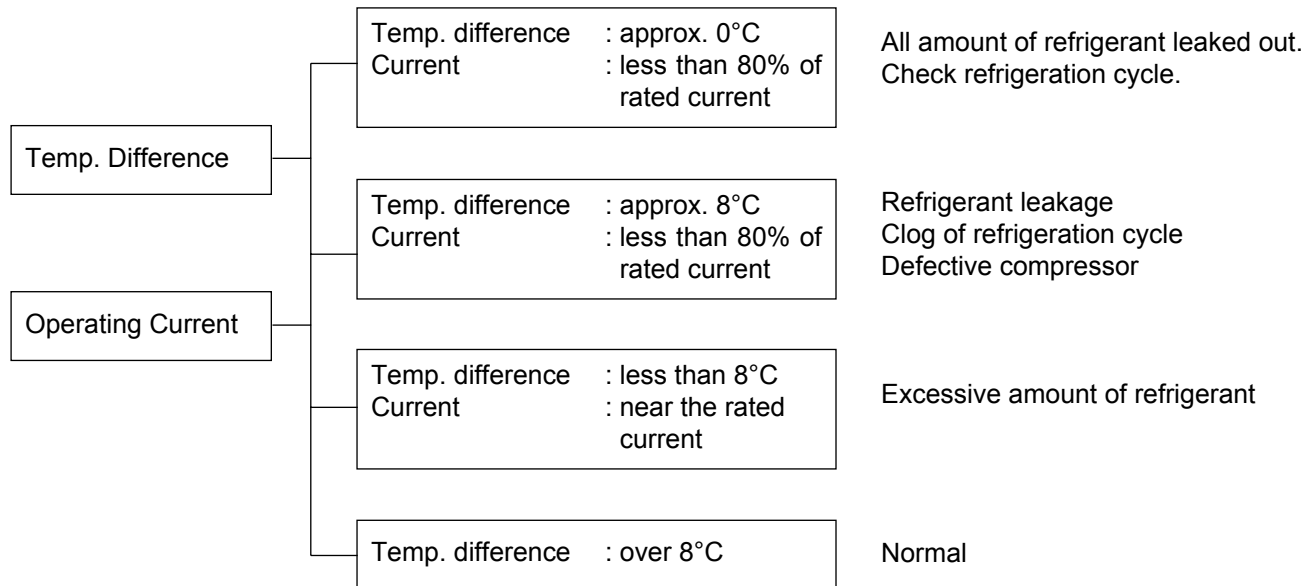 Temp. Difference
Operating Current
Temp. difference : approx. 0°C
Current : less than 80% of
rated current
All amount of refrigerant leaked out.
Check refrigeration cycle.
Temp. difference : approx. 8°C
Current : less than 80% of
rated current
Refrigerant leakage
Clog of refrigeration cycle
Defective compressor
Temp. difference : less than 8°C
Current : near the rated
current
Excessive amount of refrigerant
Temp. difference : over 8°C
Normal